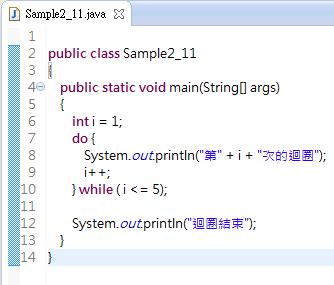 Sample2_11.java
1
2 public class Sample2_11
3 {
4 public static void main(String[] args)
5 {
6 int i = 1;
7 do {
8 System.out.println("第" + i + "次的迴圈");
9 i++;
10 } while ( i <= 5);
11
12 System.out.println("迴圈結束");
13 }
14 }